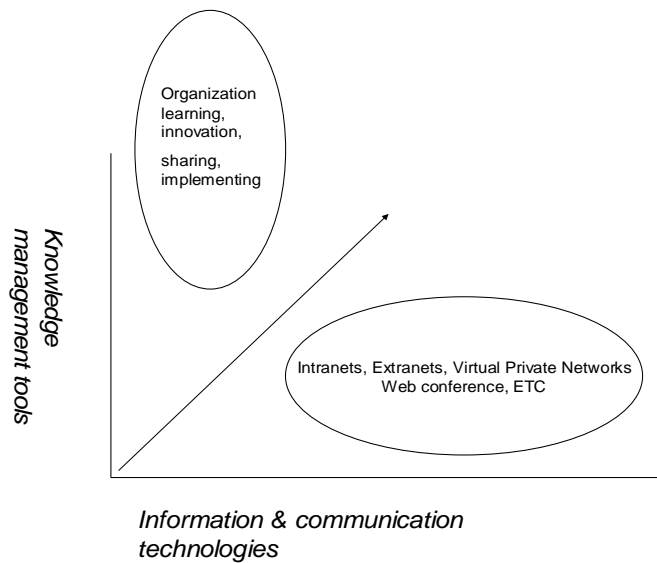 Organization
learning,
innovation,
sharing,
implementing
Knowledge
management tools
Intranets, Extranets, Virtual Private Networks
Web conference, ETC
Information & communication
technologies